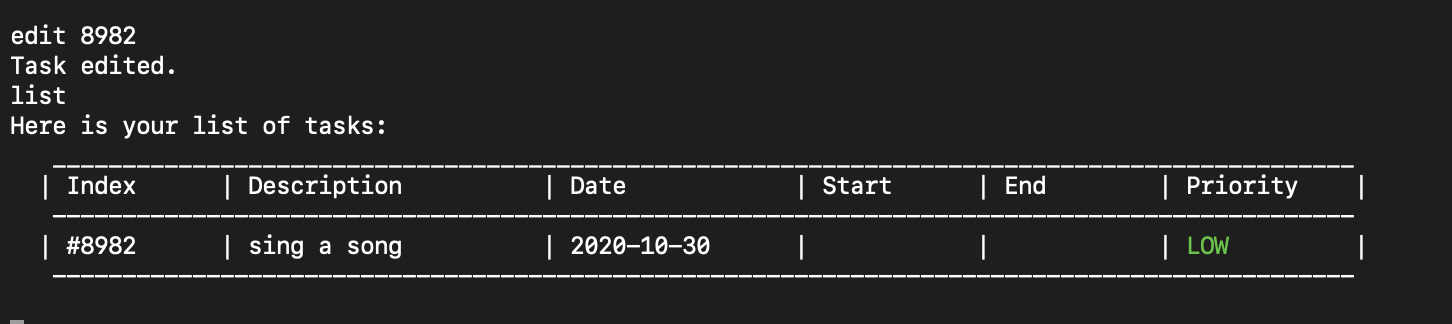 edit 8982
Task edited.
list
Here is your list of tasks:
| Index | Description | Date | Start | End | Priority |
| #8982 | sing a song | 2020-10-30 | | | LOW |